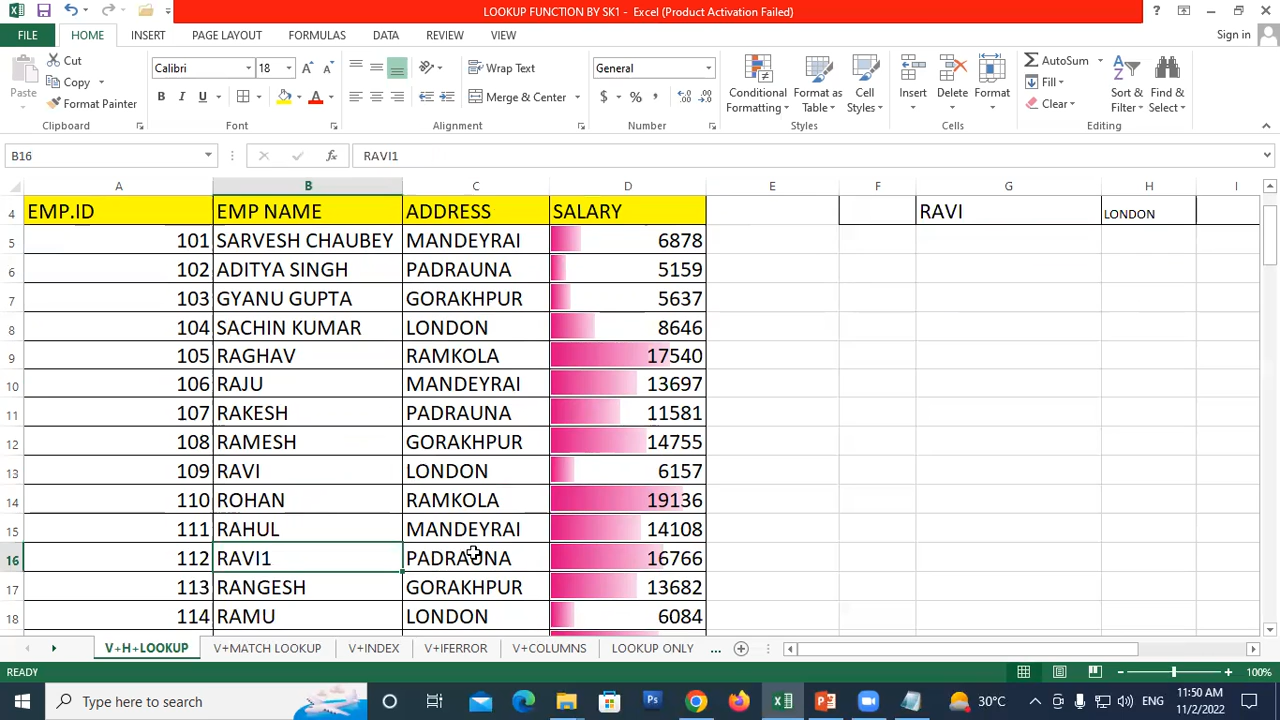 LOOKUP FUNCTION BY SK1 - Excel (Product Activation Failed)
FILE HOME INSERT PAGE LAYOUT FORMULAS DATA REVIEW VIEW Sign in
Paste Cut Copy Format Painter
Calibri 18 Wrap Text Merge & Center General
B I U A $ %
Conditional Formatting Format as Table Cell Styles
Insert Delete Format
AutoSum Fill Clear Sort & Filter Find & Select
Clipboard Font Alignment Number Styles Cells Editing
B16 fx RAVI1
A B C D E F G H I
4 EMP.ID EMP NAME ADDRESS SALARY RAVI LONDON
5 101 SARVESH CHAUBEY MANDEYRAI 6878
6 102 ADITYA SINGH PADRAUNA 5159
7 103 GYANU GUPTA GORAKHPUR 5637
8 104 SACHIN KUMAR LONDON 8646
9 105 RAGHAV RAMKOLA 17540
10 106 RAJU MANDEYRAI 13697
11 107 RAKESH PADRAUNA 11581
12 108 RAMESH GORAKHPUR 14755
13 109 RAVI LONDON 6157
14 110 ROHAN RAMKOLA 19136
15 111 RAHUL MANDEYRAI 14108
16 112 RAVI1 PADRAUNA 16766
17 113 RANGESH GORAKHPUR 13682
18 114 RAMU LONDON 6084
V+H+LOOKUP V+MATCH LOOKUP V+INDEX V+IFERROR V+COLUMNS LOOKUP ONLY ...
READY 100%
Type here to search 30°C ENG 11:50 AM
11/2/2022